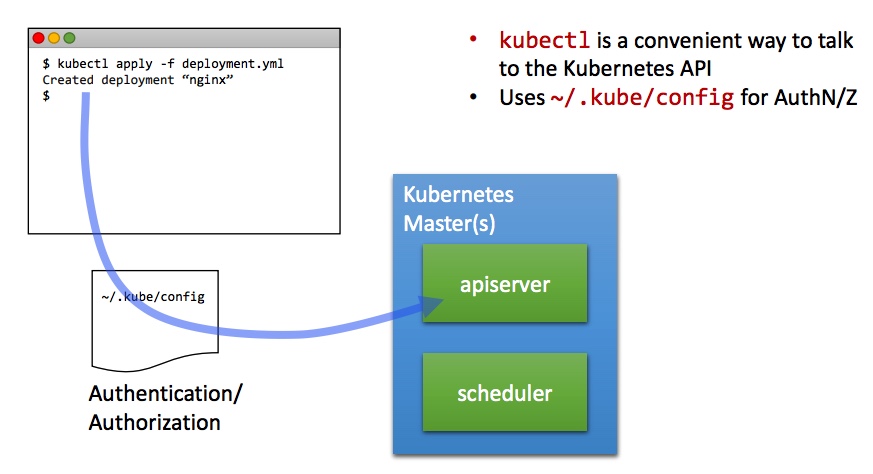 $ kubectl apply -f deployment.yml
Created deployment “nginx”
$
• kubectl is a convenient way to talk
to the Kubernetes API
• Uses ~/.kube/config for AuthN/Z
Kubernetes
Master(s)
apiserver
scheduler
~/.kube/config
Authentication/
Authorization